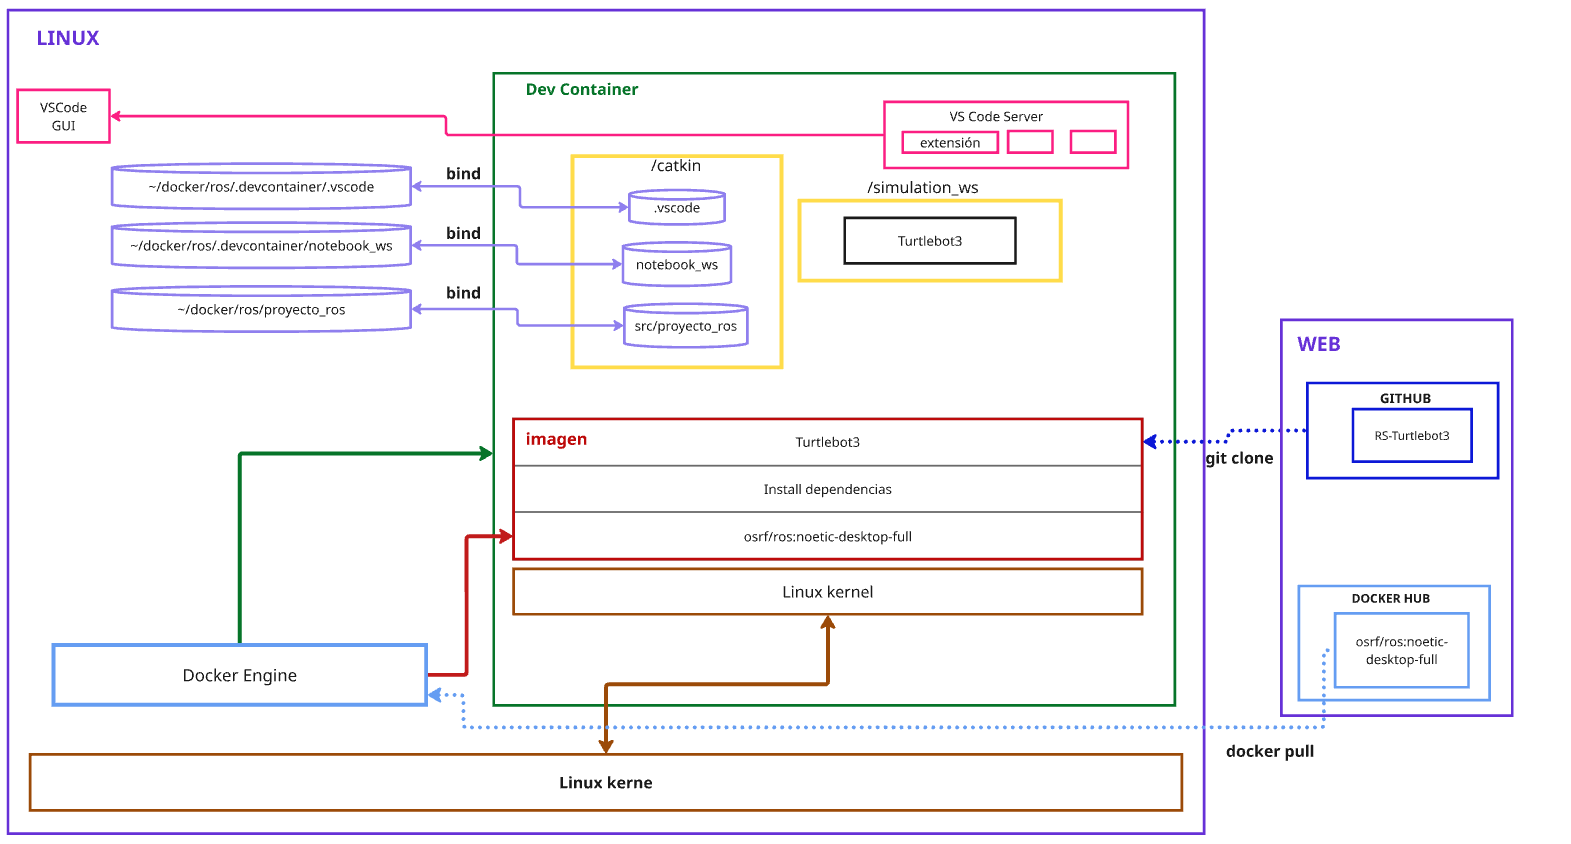 LINUX
Dev Container
VSCode
GUI
VS Code Server
extensión
/catkin
bind
~/docker/ros/.devcontainer/.vscode
.vscode
/simulation_ws
Turtlebot3
bind
~/docker/ros/.devcontainer/notebook_ws
notebook_ws
bind
~/docker/ros/proyecto_ros
src/proyecto_ros
WEB
GITHUB
RS-Turtlebot3
git clone
imagen
Turtlebot3
Install dependencias
osrf/ros:noetic-desktop-full
Linux kernel
DOCKER HUB
osrf/ros:noetic-
desktop-full
Docker Engine
docker pull
Linux kerne